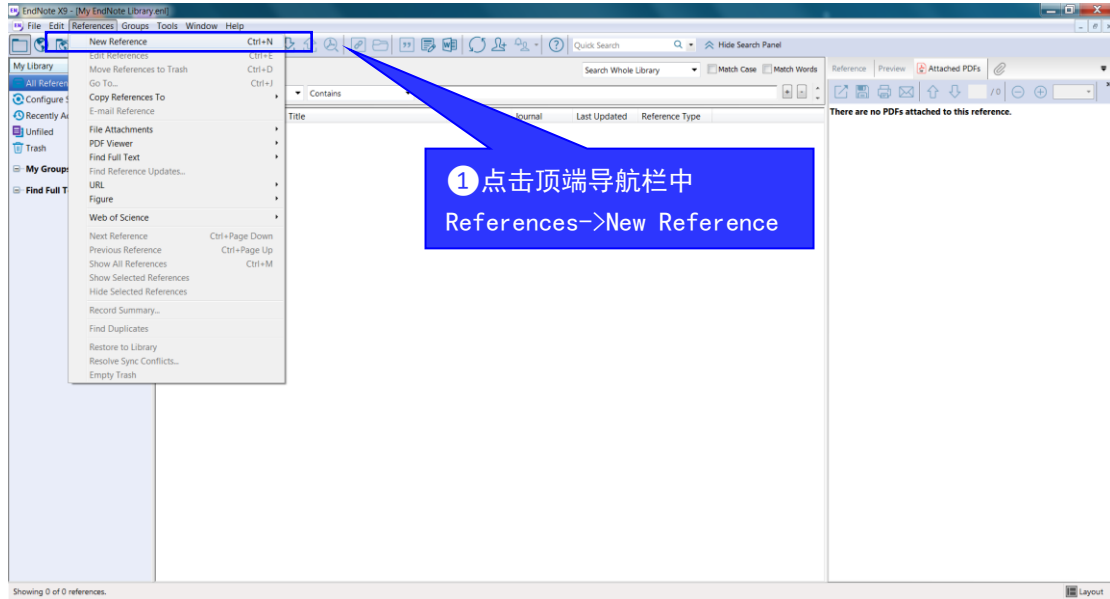 EndNote X9 - [My EndNote Library.enl]
File Edit References Groups Tools Window Help
Quick Search
Hide Search Panel
New Reference Ctrl+N
Edit References Ctrl+E
Move References to Trash Ctrl+D
Go To... Ctrl+J
Copy References To
E-mail Reference
File Attachments
PDF Viewer
Find Full Text
Find Reference Updates...
URL
Figure
Web of Science
Next Reference Ctrl+Page Down
Previous Reference Ctrl+Page Up
Show All References Ctrl+M
Show Selected References
Hide Selected References
Record Summary...
Find Duplicates
Restore to Library
Resolve Sync Conflicts...
Empty Trash
My Library
All Referen
Configure S
Recently Ad
Unfiled
Trash
My Group
Find Full T
Search Whole Library Match Case Match Words
Contains
Title Journal Last Updated Reference Type
Reference Preview Attached PDFs
/0
There are no PDFs attached to this reference.
①点击顶端导航栏中
References->New Reference
Showing 0 of 0 references.
Layout